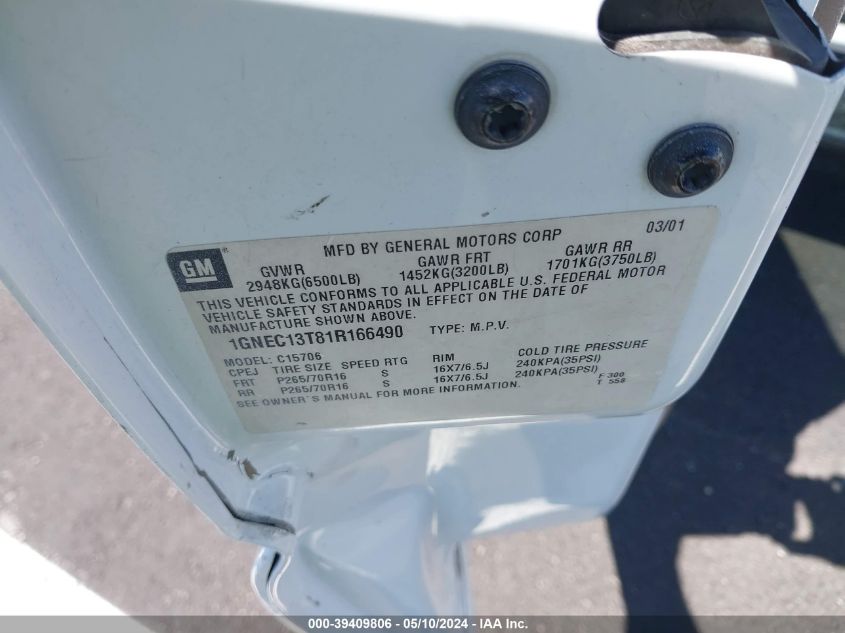 MFD BY GENERAL MOTORS CORP 03/01
GM
GVWR GAWR FRT GAWR RR
2948KG(6500LB) 1452KG(3200LB) 1701KG(3750LB)
THIS VEHICLE CONFORMS TO ALL APPLICABLE U.S. FEDERAL MOTOR
VEHICLE SAFETY STANDARDS IN EFFECT ON THE DATE OF
MANUFACTURE SHOWN ABOVE.
1GNEC13T81R166490 TYPE: M.P.V.
MODEL: C15706
CPEJ TIRE SIZE SPEED RTG RIM COLD TIRE PRESSURE
FRT P265/70R16 S 16X7/6.5J 240KPA(35PSI)
RR P265/70R16 S 16X7/6.5J 240KPA(35PSI)
SEE OWNER'S MANUAL FOR MORE INFORMATION.
F 300
T 558
000-39409806 - 05/10/2024 - IAA Inc.